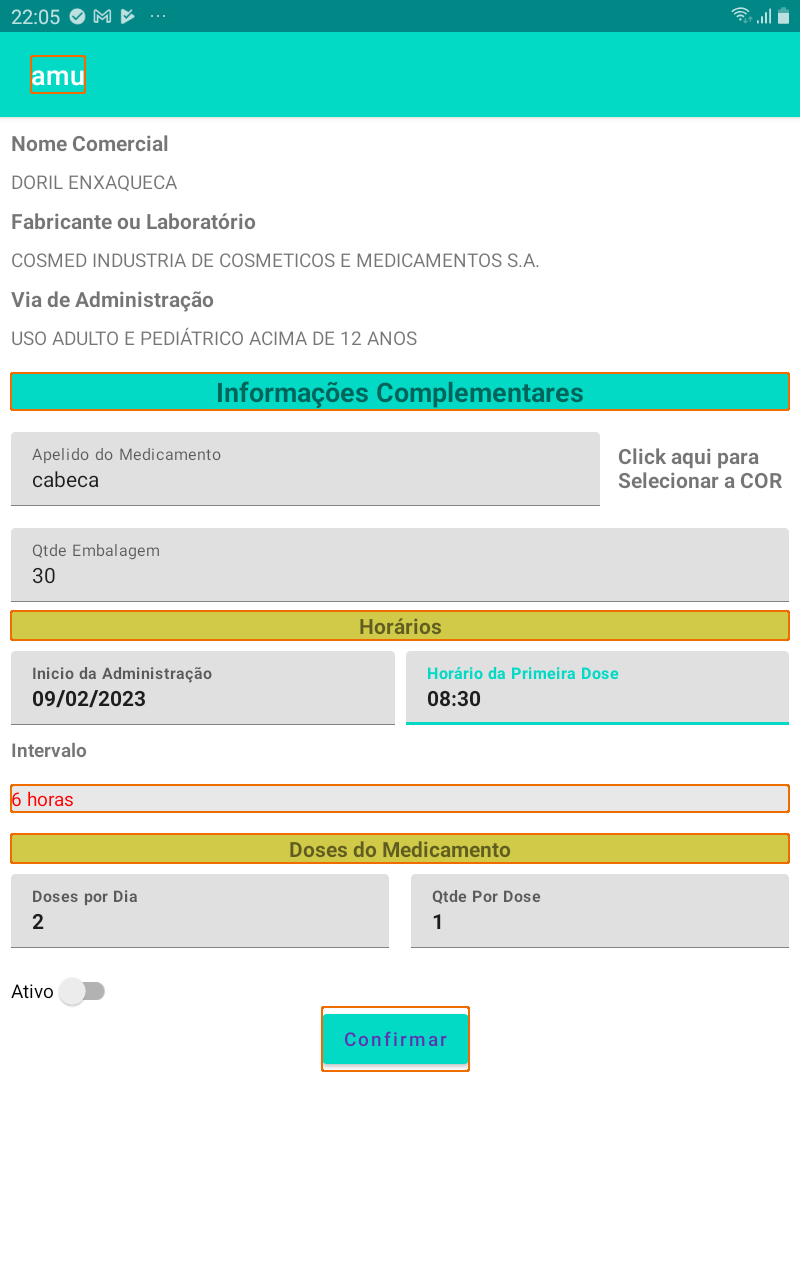 22:05
amu
Nome Comercial
DORIL ENXAQUECA
Fabricante ou Laboratório
COSMED INDUSTRIA DE COSMETICOS E MEDICAMENTOS S.A.
Via de Administração
USO ADULTO E PEDIÁTRICO ACIMA DE 12 ANOS
Informações Complementares
Apelido do Medicamento
cabeca
Click aqui para
Selecionar a COR
Qtde Embalagem
30
Horários
Inicio da Administração
09/02/2023
Horário da Primeira Dose
08:30
Intervalo
6 horas
Doses do Medicamento
Doses por Dia
2
Qtde Por Dose
1
Ativo
Confirmar